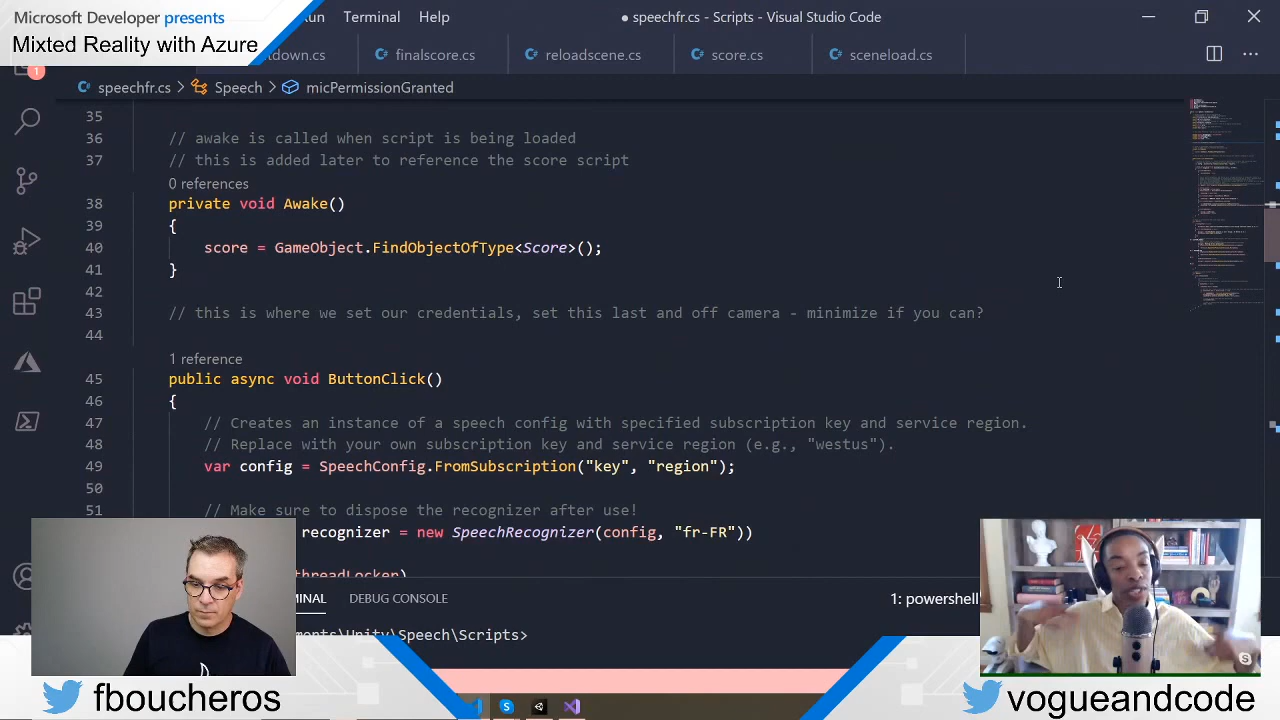 Microsoft Developer presents
Mixted Reality with Azure
Run Terminal Help
● speechfr.cs - Scripts - Visual Studio Code
down.cs
finalscore.cs
reloadscene.cs
score.cs
sceneload.cs
1
speechfr.cs > Speech > micPermissionGranted
35
36 // awake is called when script is being loaded
37 // this is added later to reference the score script
0 references
38 private void Awake()
39 {
40 score = GameObject.FindObjectOfType<Score>();
41 }
42
43 // this is where we set our credentials, set this last and off camera - minimize if you can?
44
1 reference
45 public async void ButtonClick()
46 {
47 // Creates an instance of a speech config with specified subscription key and service region.
48 // Replace with your own subscription key and service region (e.g., "westus").
49 var config = SpeechConfig.FromSubscription("key", "region");
50
51 // Make sure to dispose the recognizer after use!
recognizer = new SpeechRecognizer(config, "fr-FR"))
threadLocker)
MINAL DEBUG CONSOLE 1: powershell
ments\Unity\Speech\Scripts>
fboucheros
vogueandcode